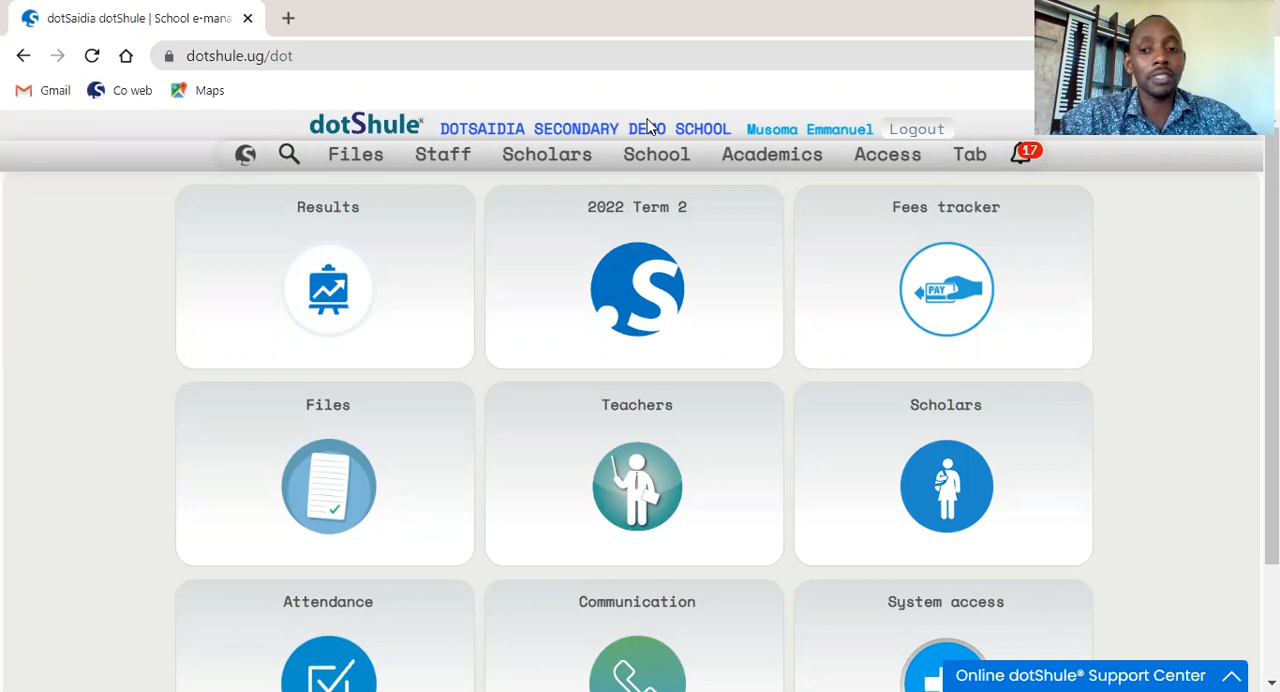 dotSaidia dotShule | School e-mana
dotshule.ug/dot
Gmail Co web Maps
dotShule® DOTSAIDIA SECONDARY DEMO SCHOOL Musoma Emmanuel Logout
Files Staff Scholars School Academics Access Tab 17
Results 2022 Term 2 Fees tracker
S PAY
Files Teachers Scholars
Attendance Communication System access
Online dotShule® Support Center